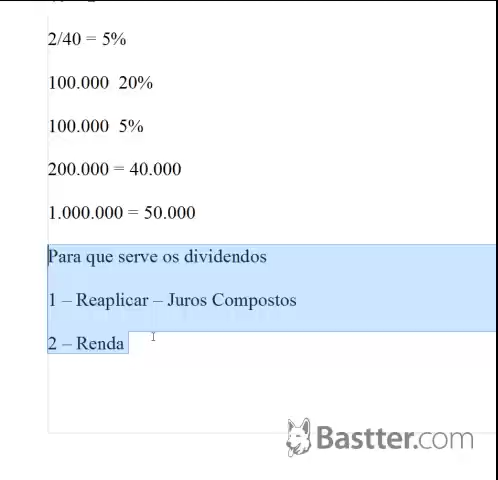 2/40 = 5%
100.000  20%
100.000  5%
200.000 = 40.000
1.000.000 = 50.000
Para que serve os dividendos
1 – Reaplicar – Juros Compostos
2 – Renda
Bastter.com